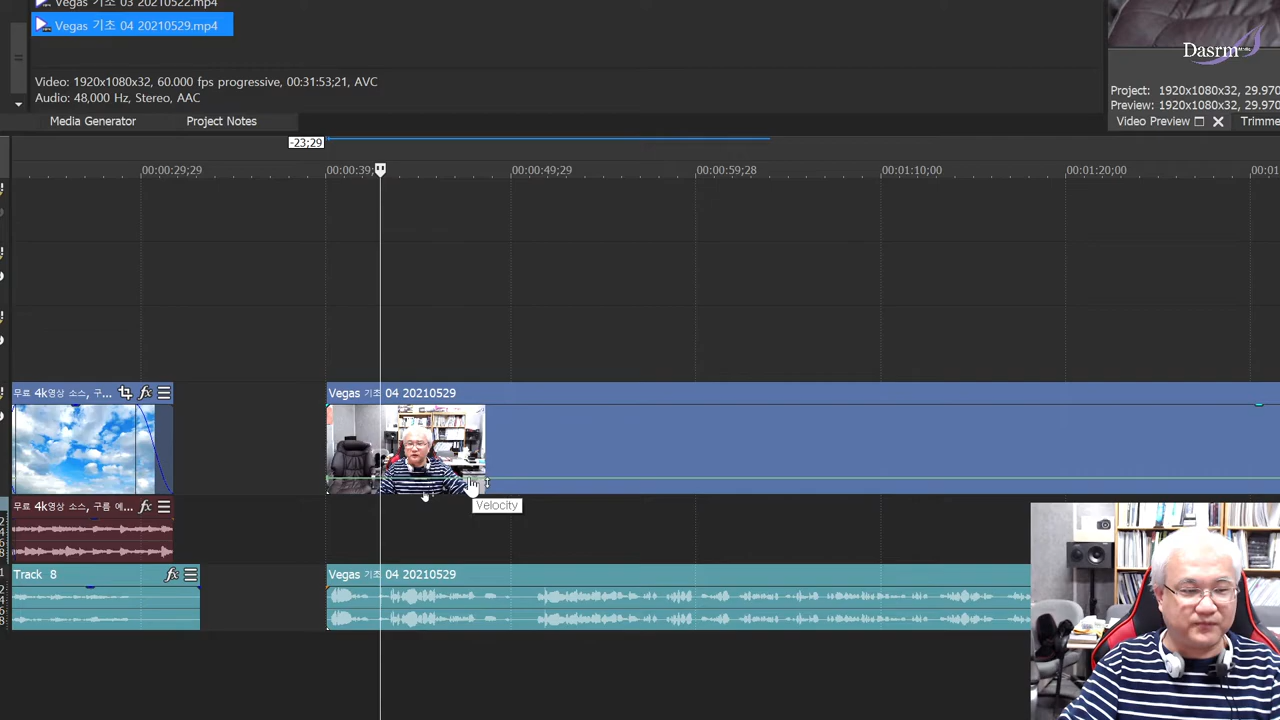 Vegas 기초 03 20210522.mp4
Vegas 기초 04 20210529.mp4
Video: 1920x1080x32, 60.000 fps progressive, 00:31:53;21, AVC
Audio: 48,000 Hz, Stereo, AAC
Dasrm
Project: 1920x1080x32, 29.970
Preview: 1920x1080x32, 29.970
Media Generator
Project Notes
Video Preview
Trimme
-23;29
00:00:29;29
00:00:39;
00:00:49;29
00:00:59;28
00:01:10;00
00:01:20;00
00:01
무료 4k영상 소스, 구...
fx
Vegas 기초 04 20210529
Velocity
무료 4k영상 소스, 구름 에...
fx
Track 8
fx
Vegas 기초 04 20210529